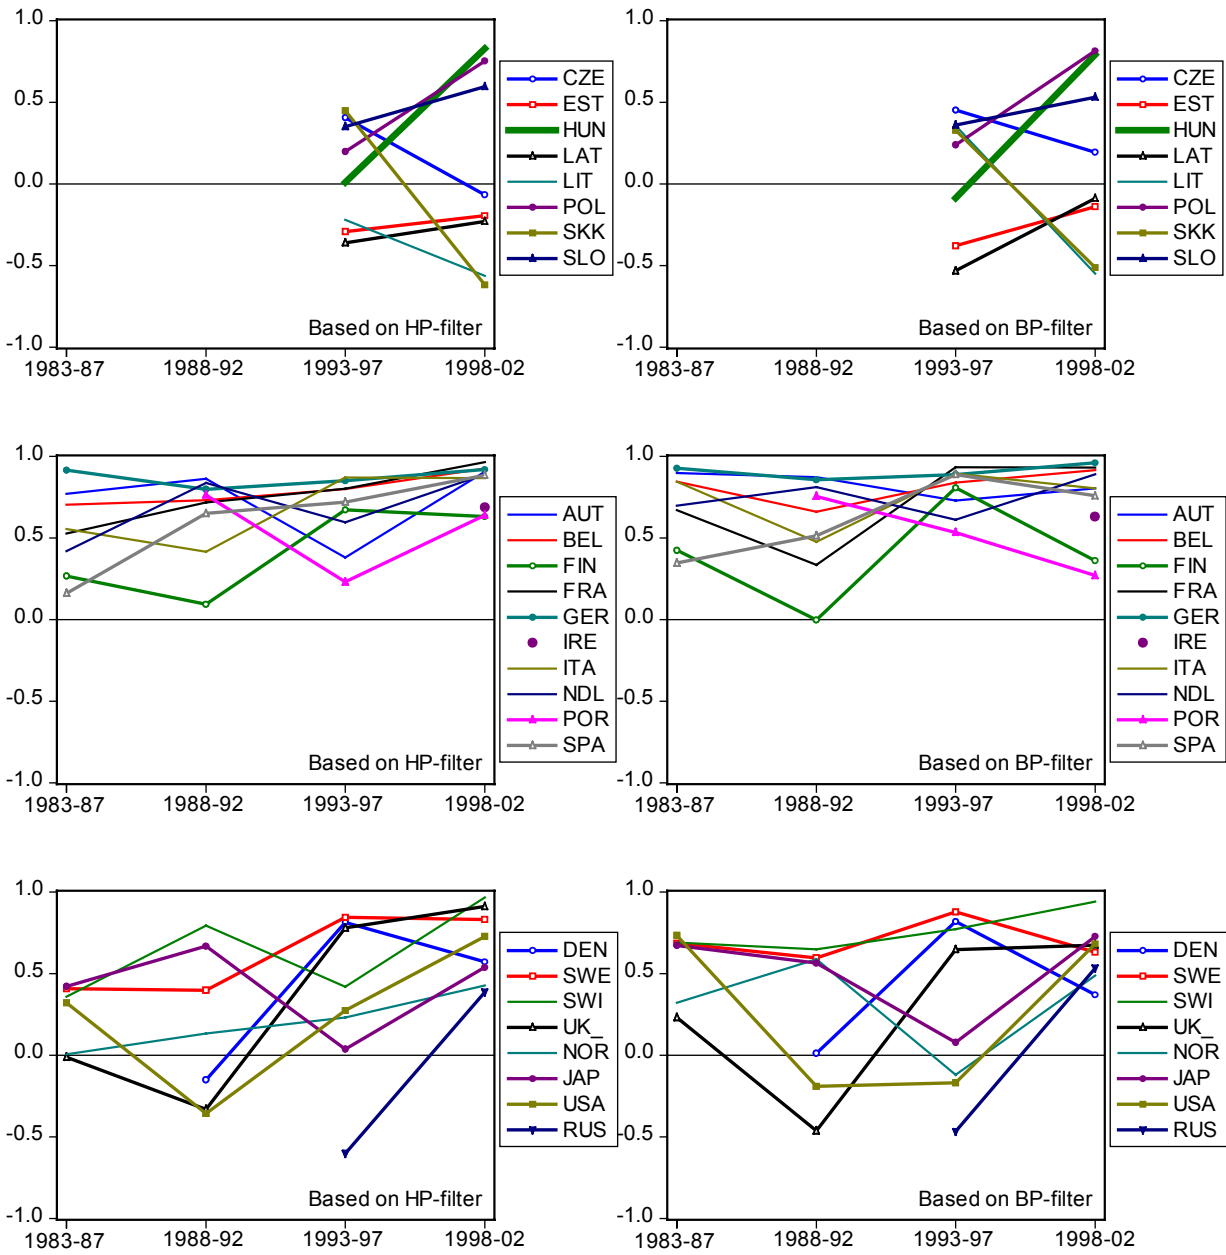 1.0
0.5
0.0
-0.5
-1.0
1983-87 1988-92 1993-97 1998-02
Based on HP-filter
CZE
EST
HUN
LAT
LIT
POL
SKK
SLO
1.0
0.5
0.0
-0.5
-1.0
1983-87 1988-92 1993-97 1998-02
Based on BP-filter
CZE
EST
HUN
LAT
LIT
POL
SKK
SLO
1.0
0.5
0.0
-0.5
-1.0
1983-87 1988-92 1993-97 1998-02
Based on HP-filter
AUT
BEL
FIN
FRA
GER
IRE
ITA
NDL
POR
SPA
1.0
0.5
0.0
-0.5
-1.0
1983-87 1988-92 1993-97 1998-02
Based on BP-filter
AUT
BEL
FIN
FRA
GER
IRE
ITA
NDL
POR
SPA
1.0
0.5
0.0
-0.5
-1.0
1983-87 1988-92 1993-97 1998-02
Based on HP-filter
DEN
SWE
SWI
UK_
NOR
JAP
USA
RUS
1.0
0.5
0.0
-0.5
-1.0
1983-87 1988-92 1993-97 1998-02
Based on BP-filter
DEN
SWE
SWI
UK_
NOR
JAP
USA
RUS